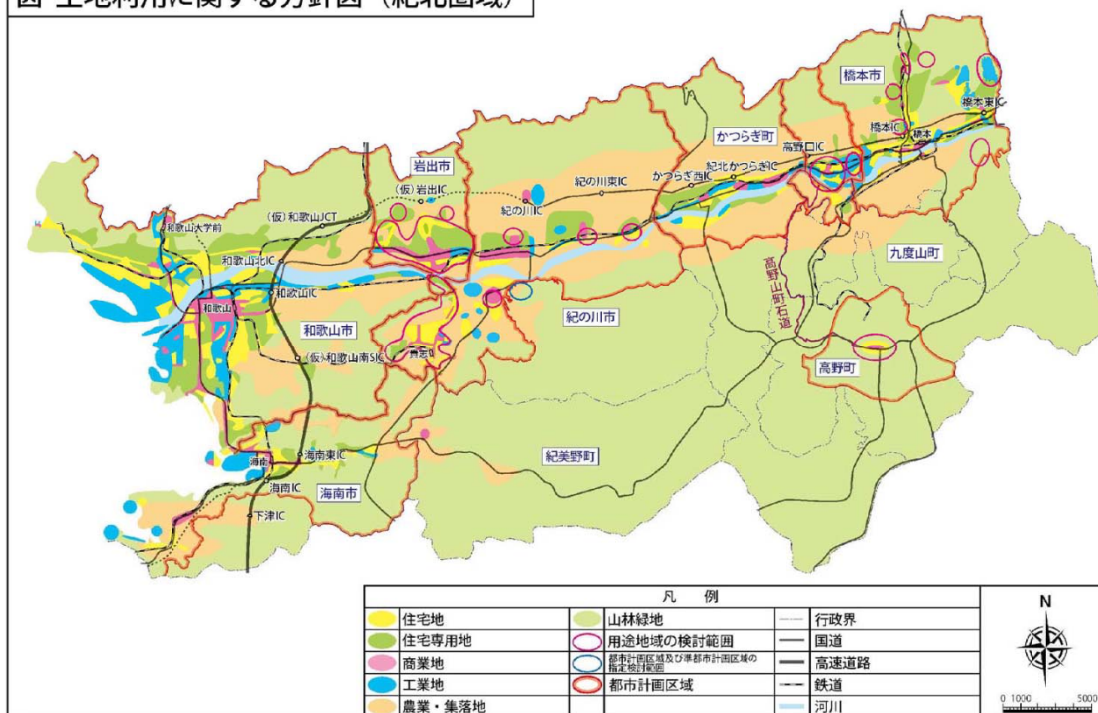 図 土地利用に関する方針図（紀北圏域）
橋本市
橋本東IC
橋本IC
橋本
かつらぎ町
高野口IC
紀北かつらぎIC
かつらぎ西IC
岩出市
(仮)岩出IC
紀の川東IC
紀の川IC
(仮)和歌山JCT
和歌山大学前
和歌山北IC
和歌山IC
和歌山
和歌山市
(仮)和歌山南SIC
紀の川市
貴志
九度山町
高野山町石道
高野町
紀美野町
海南東IC
海南
海南IC
海南市
下津IC
凡 例
住宅地
山林緑地
行政界
住宅専用地
用途地域の検討範囲
国道
商業地
都市計画区域及び準都市計画区域の
指定検討範囲
高速道路
工業地
都市計画区域
鉄道
農業・集落地
河川
N
0 1000 5000